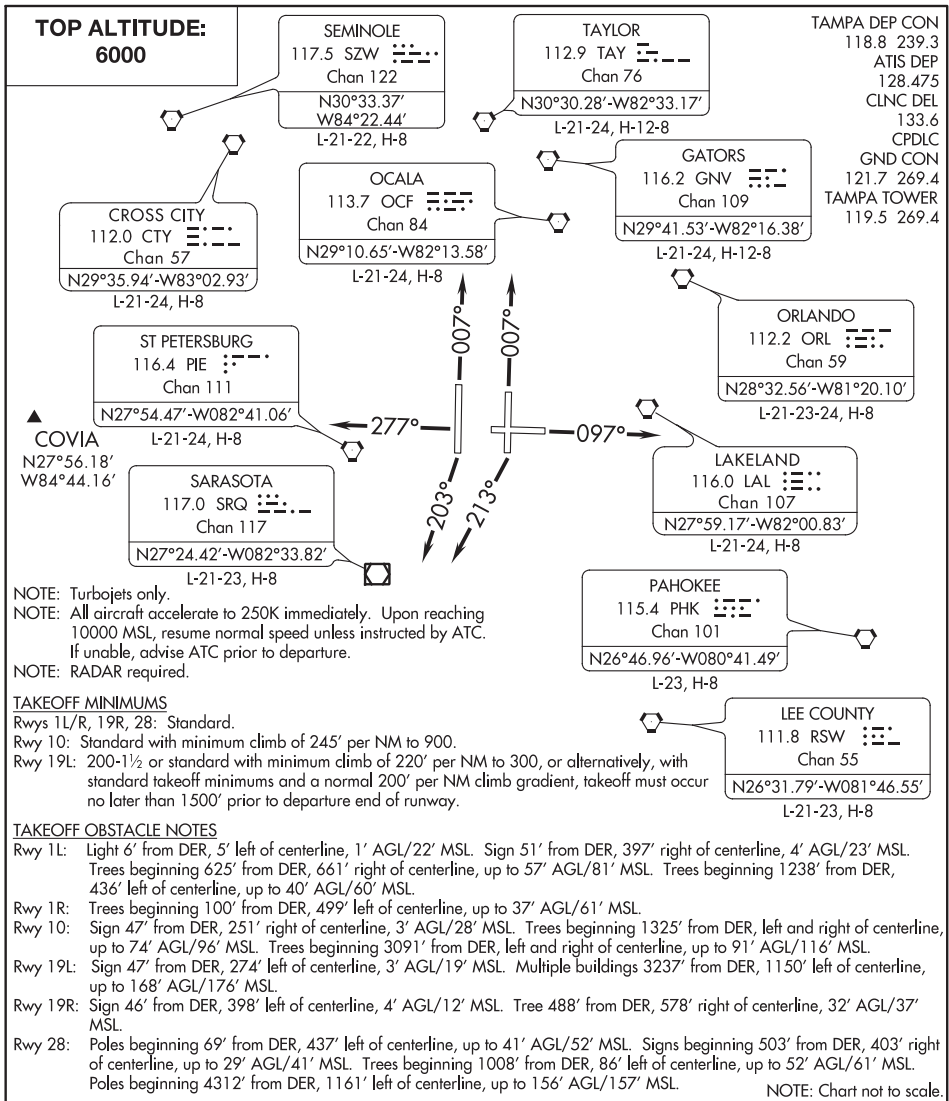 TOP ALTITUDE:
6000
SEMINOLE
117.5 SZW
Chan 122
N30°33.37'
W84°22.44'
L-21-22, H-8
TAYLOR
112.9 TAY
Chan 76
N30°30.28'-W82°33.17'
L-21-24, H-12-8
TAMPA DEP CON
118.8 239.3
ATIS DEP
128.475
CLNC DEL
133.6
CPDLC
GND CON
121.7 269.4
TAMPA TOWER
119.5 269.4
CROSS CITY
112.0 CTY
Chan 57
N29°35.94'-W83°02.93'
L-21-24, H-8
OCALA
113.7 OCF
Chan 84
N29°10.65'-W82°13.58'
L-21-24, H-8
GATORS
116.2 GNV
Chan 109
N29°41.53'-W82°16.38'
L-21-24, H-12-8
ORLANDO
112.2 ORL
Chan 59
N28°32.56'-W81°20.10'
L-21-23-24, H-8
ST PETERSBURG
116.4 PIE
Chan 111
N27°54.47'-W082°41.06'
L-21-24, H-8
007°
007°
277°
097°
203°
213°
COVIA
N27°56.18'
W84°44.16'
LAKELAND
116.0 LAL
Chan 107
N27°59.17'-W82°00.83'
L-21-24, H-8
SARASOTA
117.0 SRQ
Chan 117
N27°24.42'-W082°33.82'
L-21-23, H-8
PAHOKEE
115.4 PHK
Chan 101
N26°46.96'-W080°41.49'
L-23, H-8
LEE COUNTY
111.8 RSW
Chan 55
N26°31.79'-W081°46.55'
L-21-23, H-8
NOTE: Turbojets only.
NOTE: All aircraft accelerate to 250K immediately. Upon reaching
10000 MSL, resume normal speed unless instructed by ATC.
If unable, advise ATC prior to departure.
NOTE: RADAR required.
TAKEOFF MINIMUMS
Rwys 1L/R, 19R, 28: Standard.
Rwy 10: Standard with minimum climb of 245' per NM to 900.
Rwy 19L: 200-1½ or standard with minimum climb of 220' per NM to 300, or alternatively, with
standard takeoff minimums and a normal 200' per NM climb gradient, takeoff must occur
no later than 1500' prior to departure end of runway.
TAKEOFF OBSTACLE NOTES
Rwy 1L: Light 6' from DER, 5' left of centerline, 1' AGL/22' MSL. Sign 51' from DER, 397' right of centerline, 4' AGL/23' MSL.
Trees beginning 625' from DER, 661' right of centerline, up to 57' AGL/81' MSL. Trees beginning 1238' from DER,
436' left of centerline, up to 40' AGL/60' MSL.
Rwy 1R: Trees beginning 100' from DER, 499' left of centerline, up to 37' AGL/61' MSL.
Rwy 10: Sign 47' from DER, 251' right of centerline, 3' AGL/28' MSL. Trees beginning 1325' from DER, left and right of centerline,
up to 74' AGL/96' MSL. Trees beginning 3091' from DER, left and right of centerline, up to 91' AGL/116' MSL.
Rwy 19L: Sign 47' from DER, 274' left of centerline, 3' AGL/19' MSL. Multiple buildings 3237' from DER, 1150' left of centerline,
up to 168' AGL/176' MSL.
Rwy 19R: Sign 46' from DER, 398' left of centerline, 4' AGL/12' MSL. Tree 488' from DER, 578' right of centerline, 32' AGL/37'
MSL.
Rwy 28: Poles beginning 69' from DER, 437' left of centerline, up to 41' AGL/52' MSL. Signs beginning 503' from DER, 403' right
of centerline, up to 29' AGL/41' MSL. Trees beginning 1008' from DER, 86' left of centerline, up to 52' AGL/61' MSL.
Poles beginning 4312' from DER, 1161' left of centerline, up to 156' AGL/157' MSL.
NOTE: Chart not to scale.